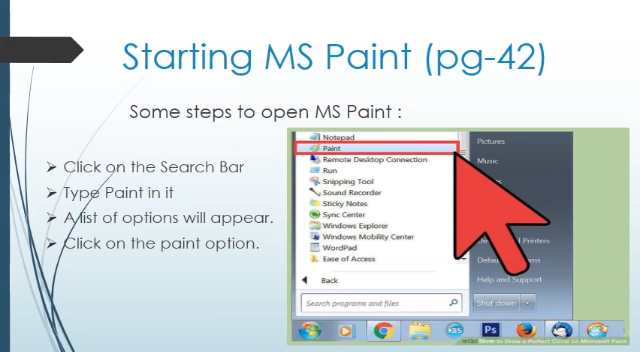 Starting MS Paint (pg-42)
Some steps to open MS Paint :
➢ Click on the Search Bar
➢ Type Paint in it
➢ A list of options will appear.
➢ Click on the paint option.
Notepad
Paint
Remote Desktop Connection
Run
Snipping Tool
Sound Recorder
Sticky Notes
Sync Center
Windows Explorer
Windows Mobility Center
WordPad
Ease of Access
Back
Search programs and files
Pictures
Music
Printers
Help and Support
Shut down
Ps
wikiHow to Draw a Perfect Circle on Microsoft Paint